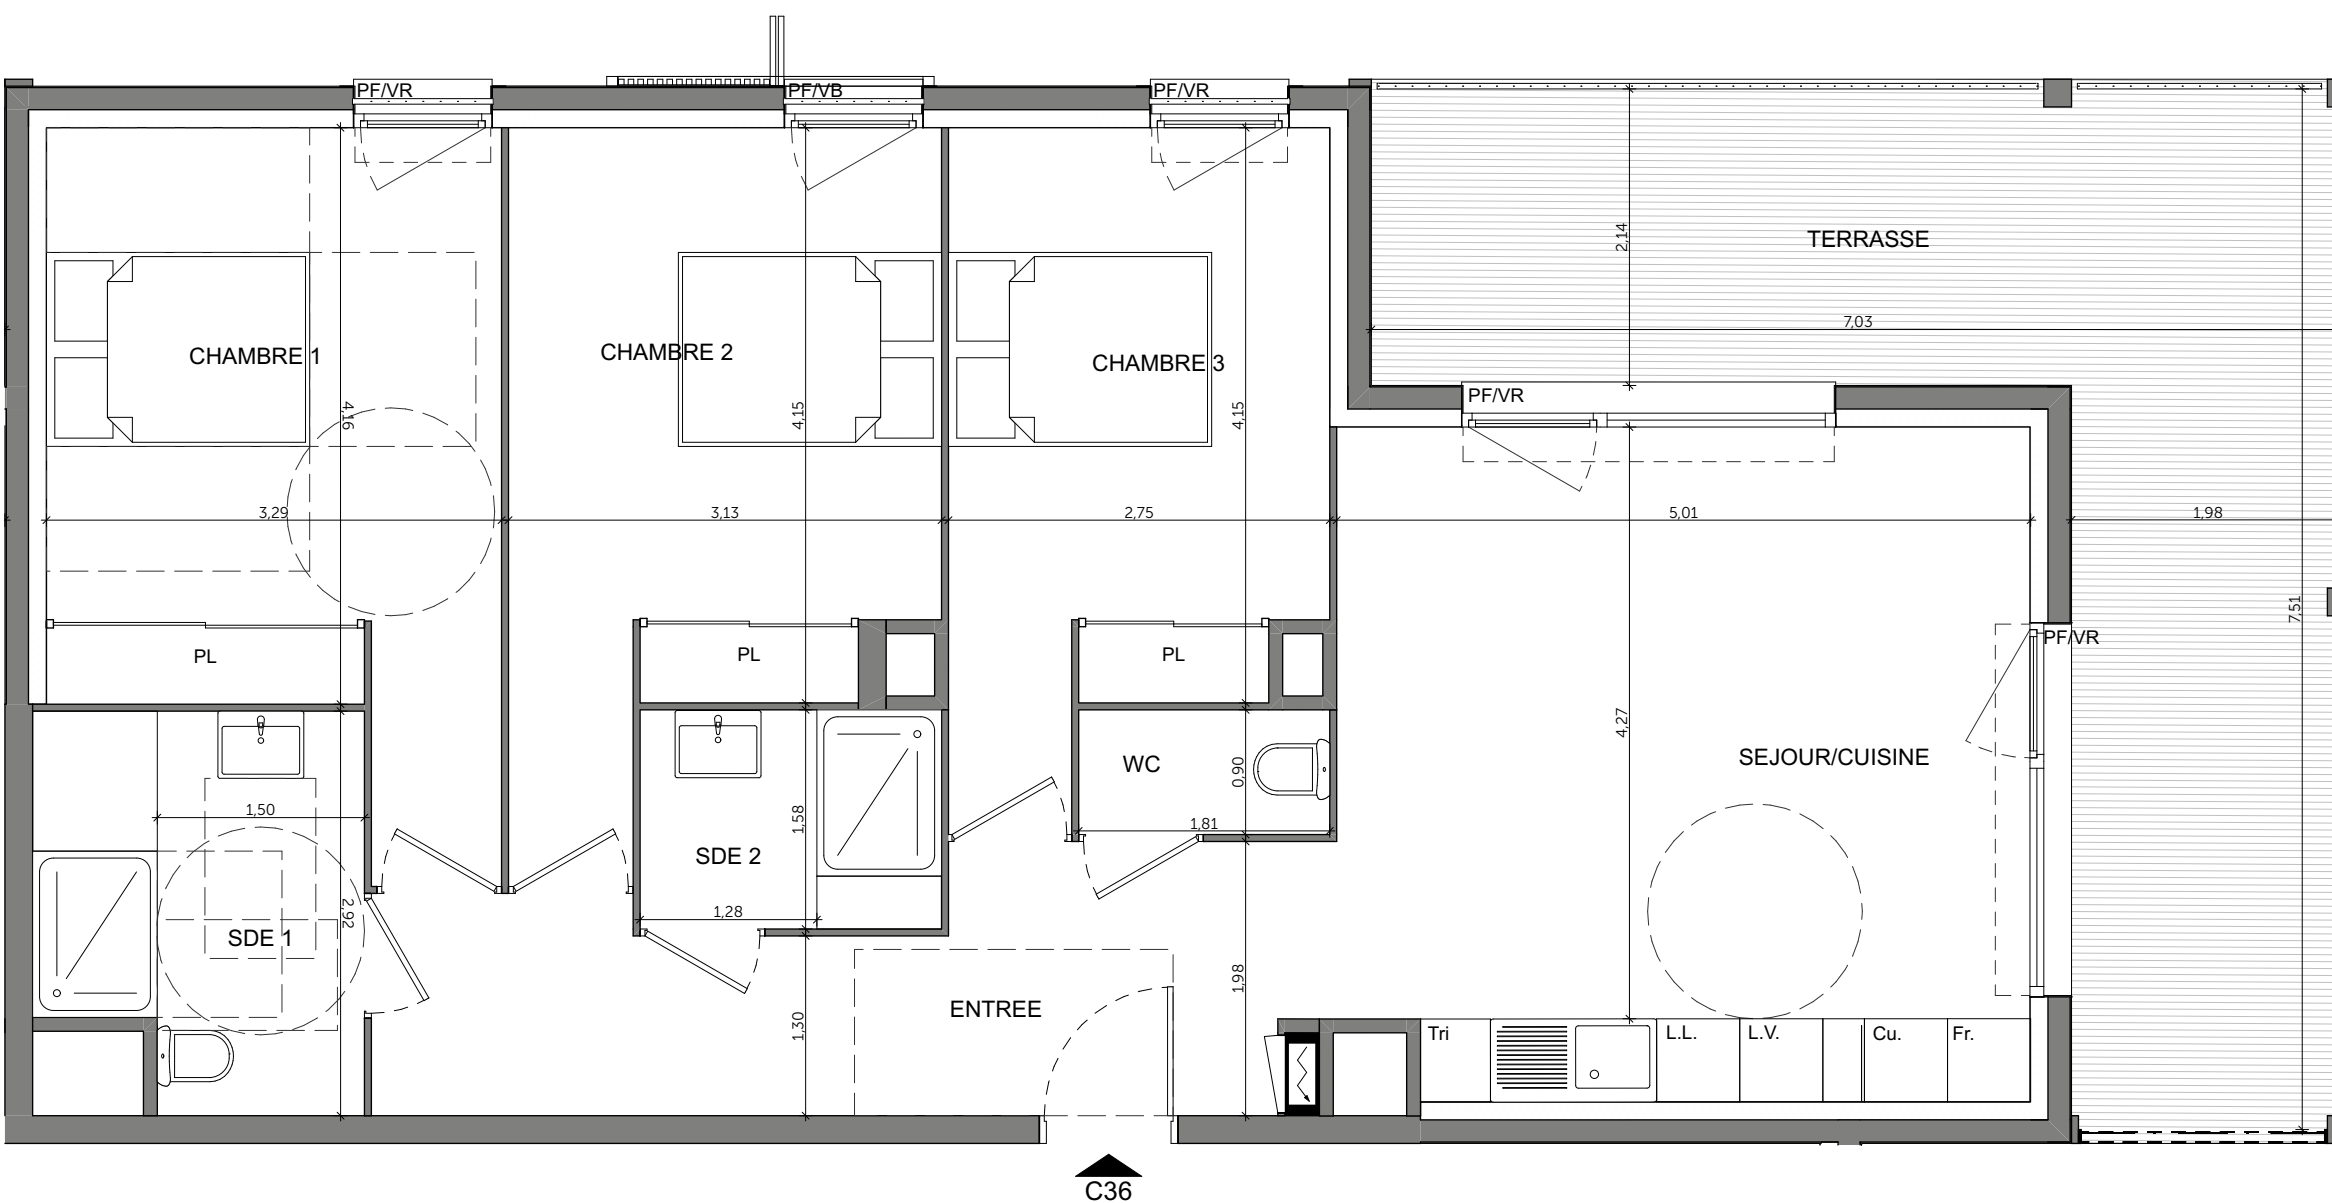 PF/VR
PF/VB
PF/VR
2,14
TERRASSE
7,03
CHAMBRE 1
CHAMBRE 2
CHAMBRE 3
PF/VR
4,16
4,15
4,15
3,29
3,13
2,75
5,01
1,98
7,51
PF/VR
PL
PL
PL
4,27
SEJOUR/CUISINE
WC
0,90
1,50
1,58
1,81
SDE 2
2,92
1,28
SDE 1
1,98
ENTREE
1,30
Tri
L.L.
L.V.
Cu.
Fr.
C36